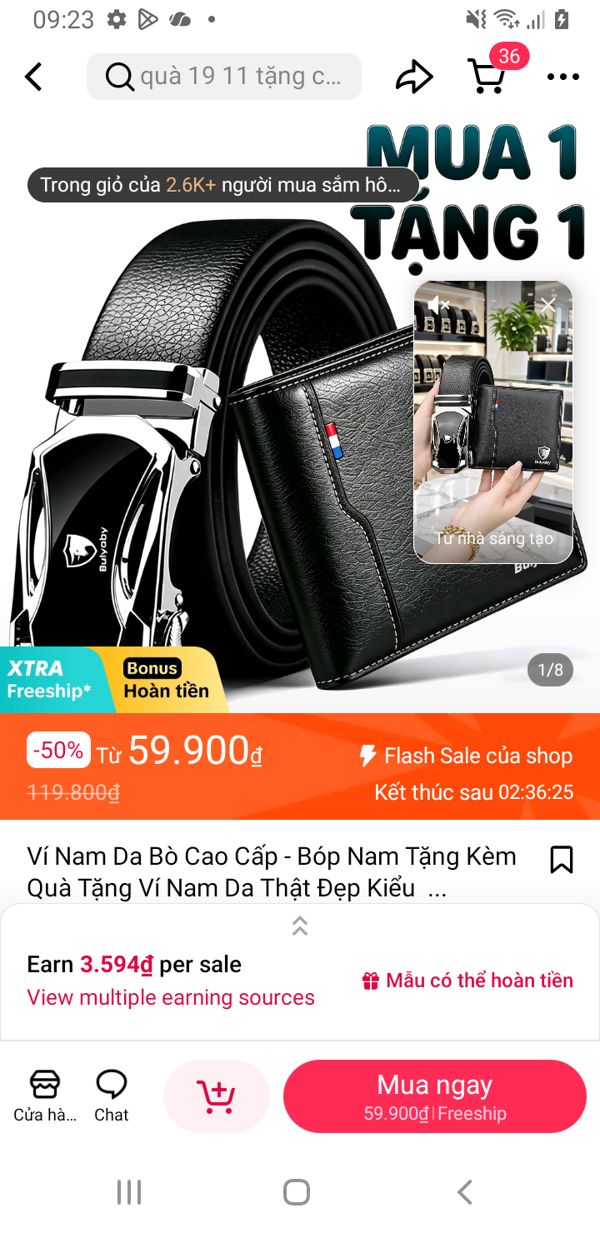 09:23
quà 19 11 tặng c...
36
MUA 1
TẶNG 1
Trong giỏ của 2.6K+ người mua sắm hô...
Bulyaby
Bulyaby
Từ nhà sáng tạo
XTRA
Freeship*
Bonus
Hoàn tiền
1/8
-50% Từ 59.900₫
119.800₫
Flash Sale của shop
Kết thúc sau 02:36:25
Ví Nam Da Bò Cao Cấp - Bóp Nam Tặng Kèm
Quà Tặng Ví Nam Da Thật Đẹp Kiểu ...
Earn 3.594₫ per sale
View multiple earning sources
Mẫu có thể hoàn tiền
Cửa hà...
Chat
Mua ngay
59.900₫ | Freeship